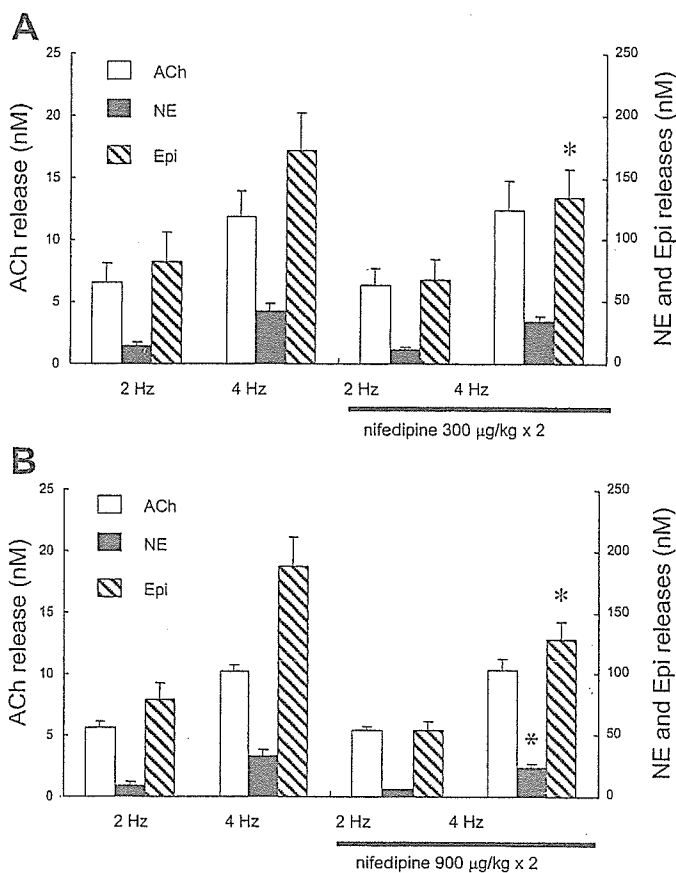 A
25
20
15
10
5
0
ACh release (nM)
ACh
NE
Epi
*
250
200
150
100
50
0
NE and Epi releases (nM)
2 Hz 4 Hz 2 Hz 4 Hz
nifedipine 300 µg/kg x 2
B
25
20
15
10
5
0
ACh release (nM)
ACh
NE
Epi
*
*
250
200
150
100
50
0
NE and Epi releases (nM)
2 Hz 4 Hz 2 Hz 4 Hz
nifedipine 900 µg/kg x 2